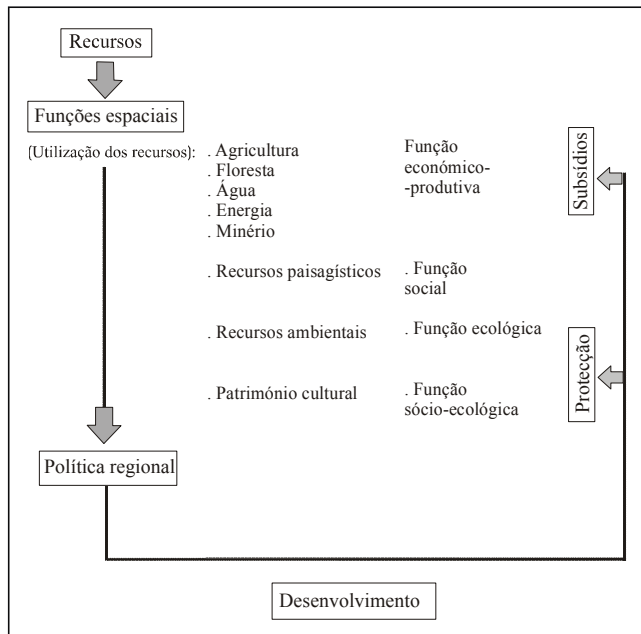 Recursos
Funções espaciais
(Utilização dos recursos):
. Agricultura
. Floresta
. Água
. Energia
. Minério
Função
económico-
-produtiva
Subsídios
. Recursos paisagísticos
. Função
social
. Recursos ambientais
. Função ecológica
Protecção
. Património cultural
. Função
sócio-ecológica
Política regional
Desenvolvimento